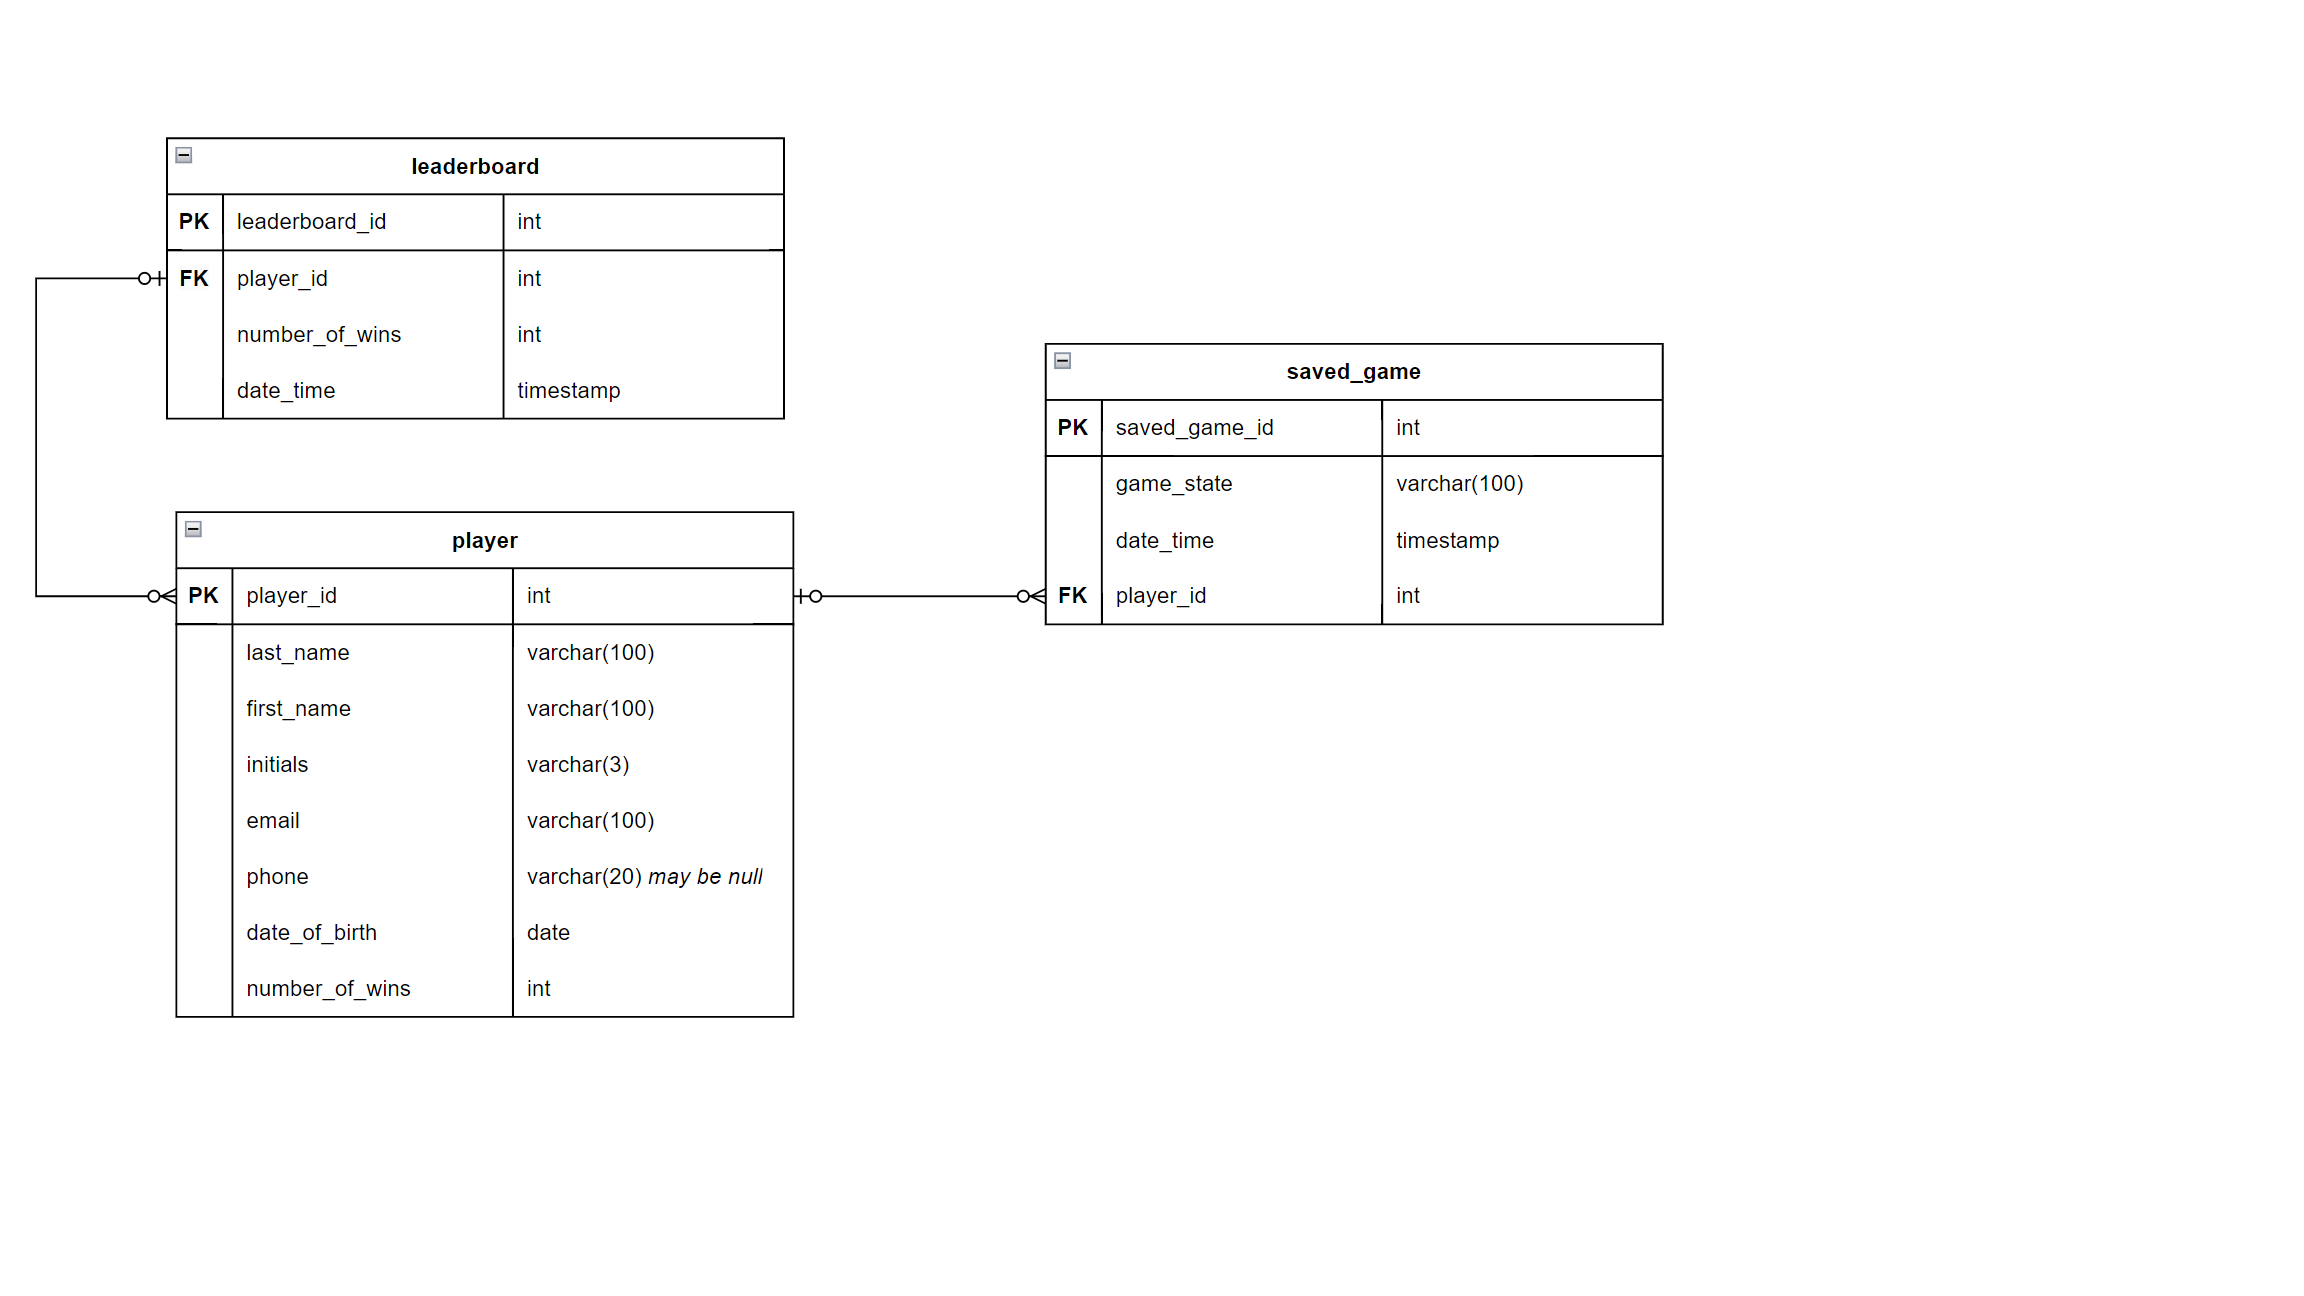 leaderboard
PK leaderboard_id int
FK player_id int
number_of_wins int
date_time timestamp
player
PK player_id int
last_name varchar(100)
first_name varchar(100)
initials varchar(3)
email varchar(100)
phone varchar(20) may be null
date_of_birth date
number_of_wins int
saved_game
PK saved_game_id int
game_state varchar(100)
date_time timestamp
FK player_id int